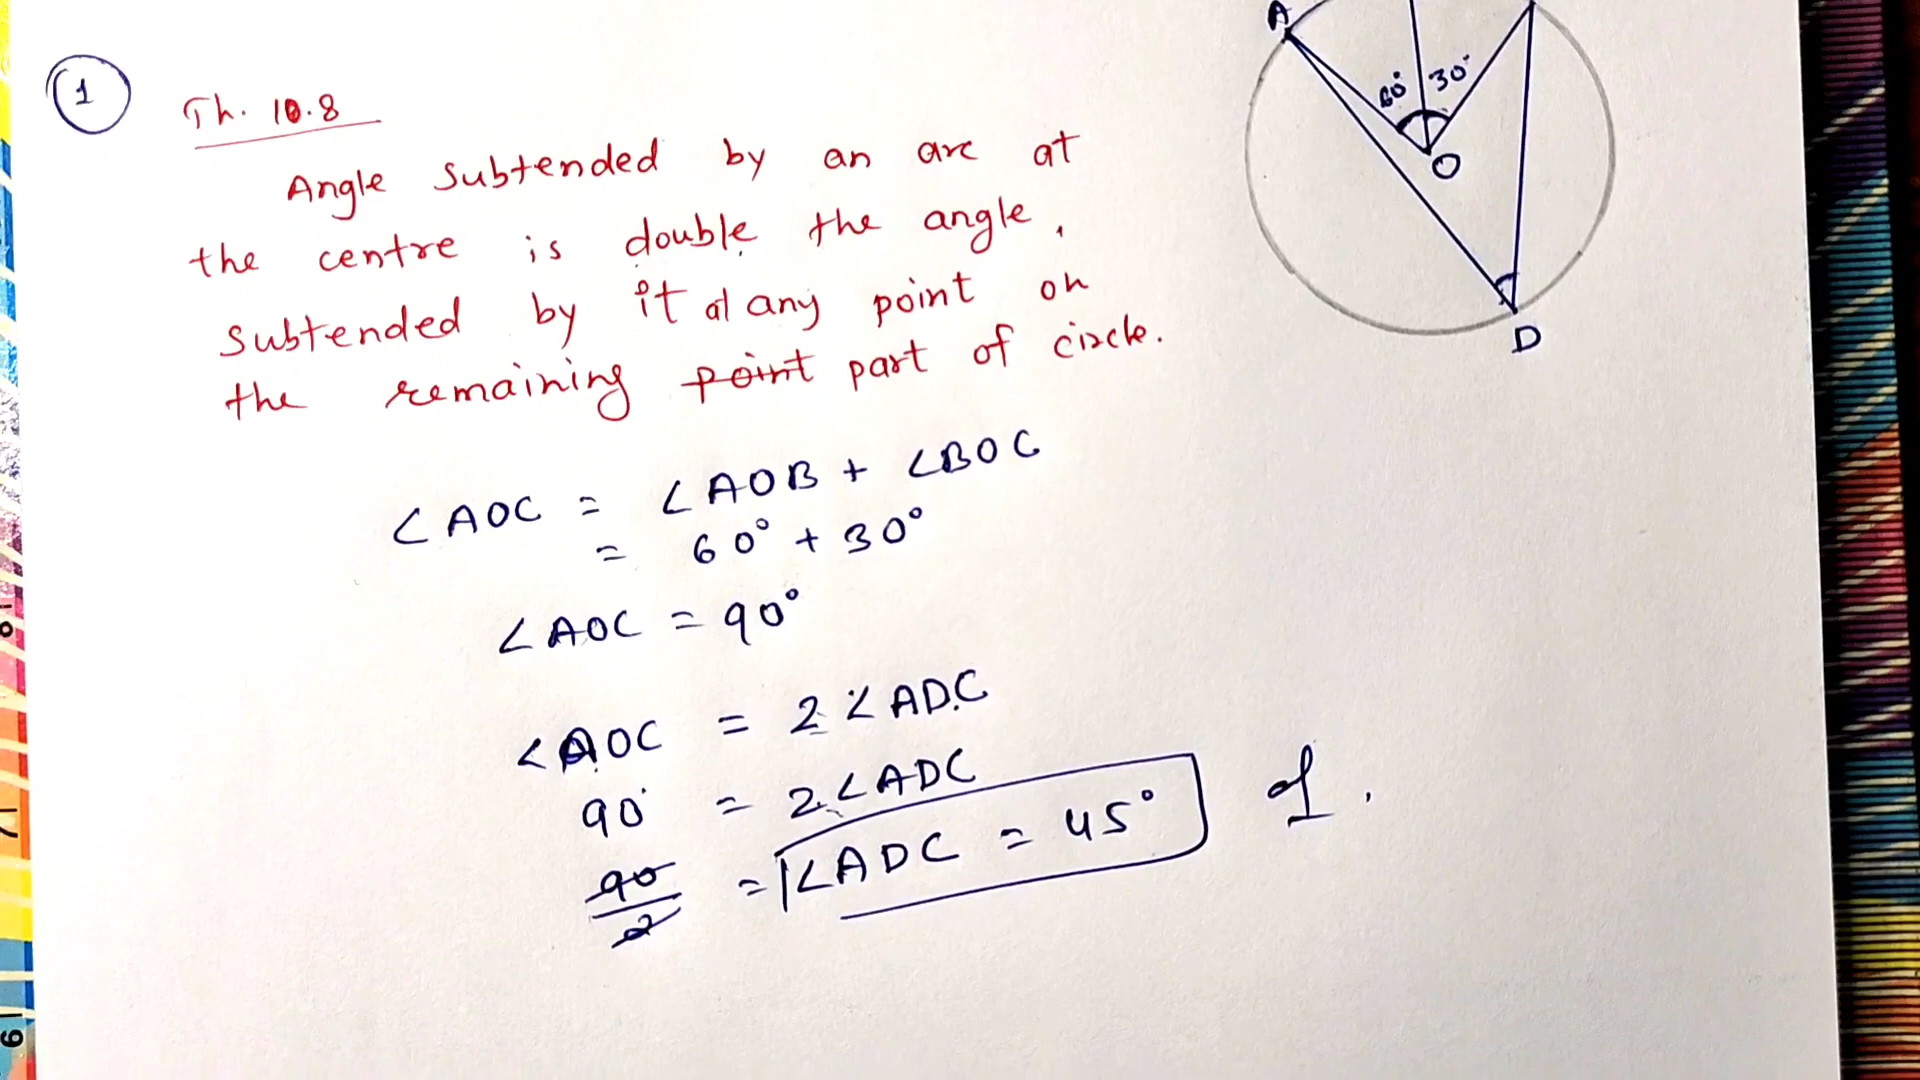 1
Th. 10.8
Angle subtended by an arc at
the centre is double the angle,
subtended by it at any point on
the remaining point part of circle.
∠AOC = ∠AOB + ∠BOC
= 60° + 30°
∠AOC = 90°
∠AOC = 2∠ADC
90° = 2∠ADC
90/2 = ∠ADC = 45°
A
60° 30°
O
D